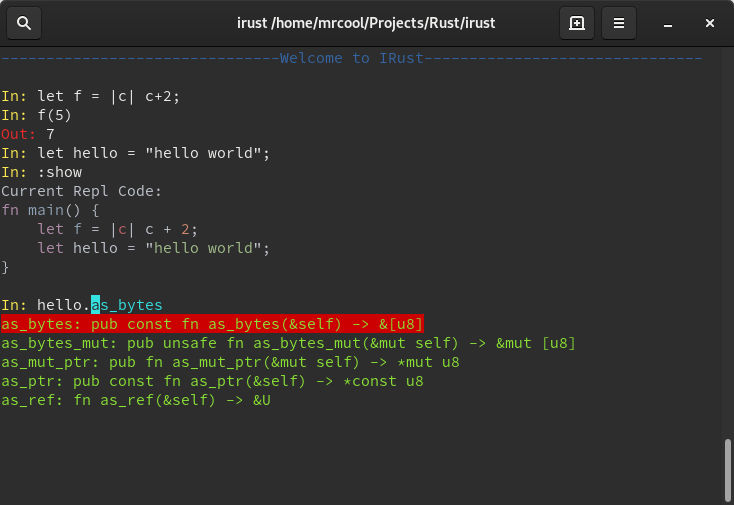 irust /home/mrcool/Projects/Rust/irust
-------------------------------Welcome to IRust-------------------------------
In: let f = |c| c+2;
In: f(5)
Out: 7
In: let hello = "hello world";
In: :show
Current Repl Code:
fn main() {
    let f = |c| c + 2;
    let hello = "hello world";
}
In: hello.as_bytes
as_bytes: pub const fn as_bytes(&self) -> &[u8]
as_bytes_mut: pub unsafe fn as_bytes_mut(&mut self) -> &mut [u8]
as_mut_ptr: pub fn as_mut_ptr(&mut self) -> *mut u8
as_ptr: pub const fn as_ptr(&self) -> *const u8
as_ref: fn as_ref(&self) -> &U